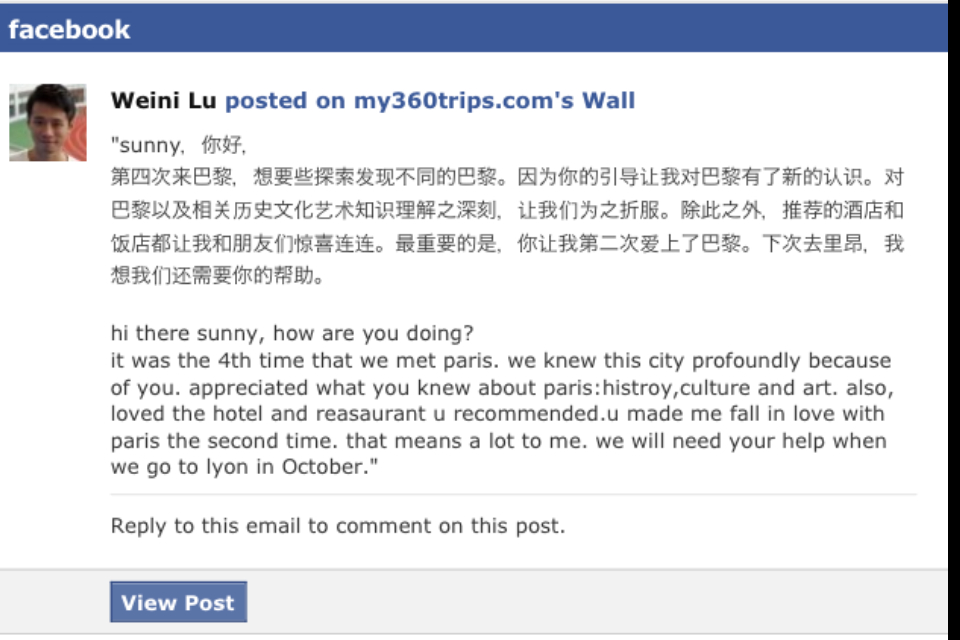 facebook
Weini Lu posted on my360trips.com's Wall
"sunny，你好，
第四次来巴黎，想要些探索发现不同的巴黎。因为你的引导让我对巴黎有了新的认识。对
巴黎以及相关历史文化艺术知识理解之深刻，让我们为之折服。除此之外，推荐的酒店和
饭店都让我和朋友们惊喜连连。最重要的是，你让我第二次爱上了巴黎。下次去里昂，我
想我们还需要你的帮助。
hi there sunny, how are you doing?
it was the 4th time that we met paris. we knew this city profoundly because
of you. appreciated what you knew about paris:histroy,culture and art. also,
loved the hotel and reasaurant u recommended.u made me fall in love with
paris the second time. that means a lot to me. we will need your help when
we go to lyon in October."
Reply to this email to comment on this post.
View Post